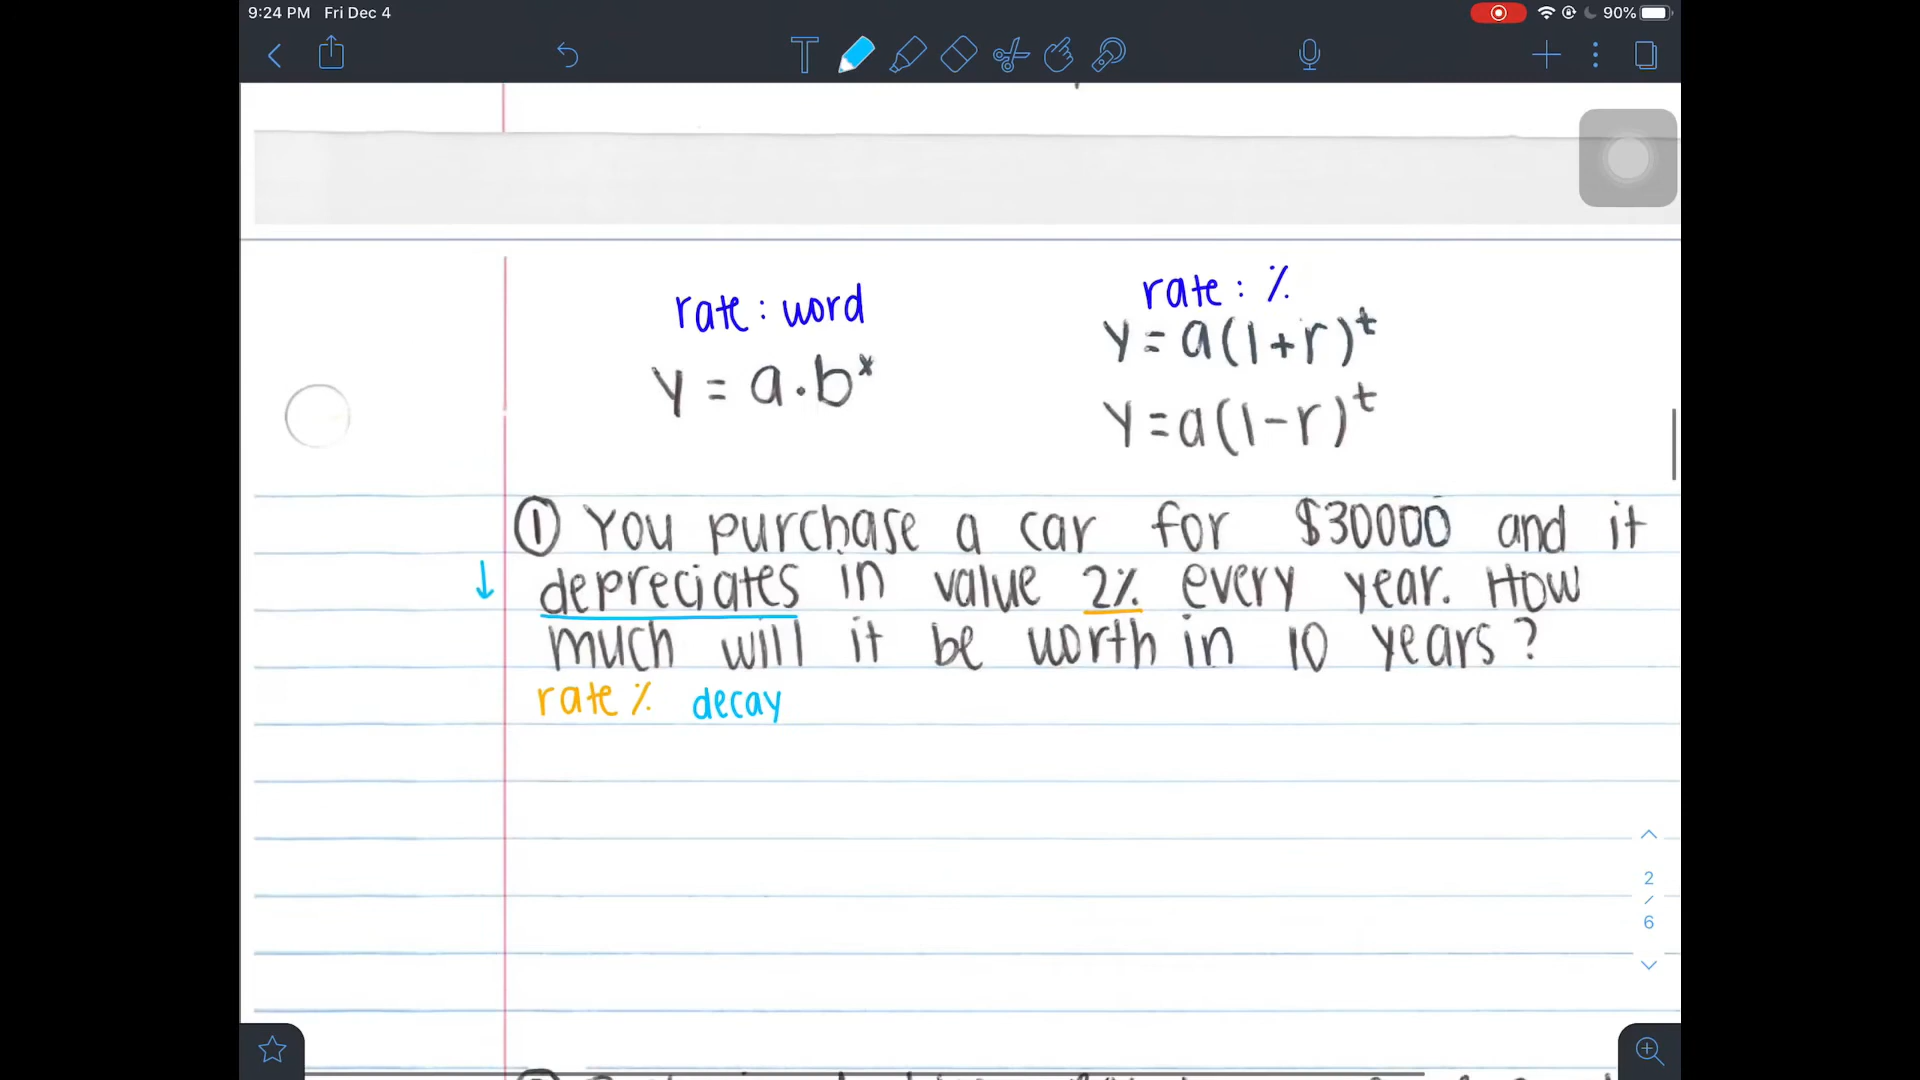 9:24 PM Fri Dec 4
90%
T
rate: word
rate: %
y = a·bˣ
y = a(1+r)ᵗ
y = a(1-r)ᵗ
① You purchase a car for $30000 and it
↓ depreciates in value 2% every year. How
much will it be worth in 10 years?
rate % decay
2
/
6